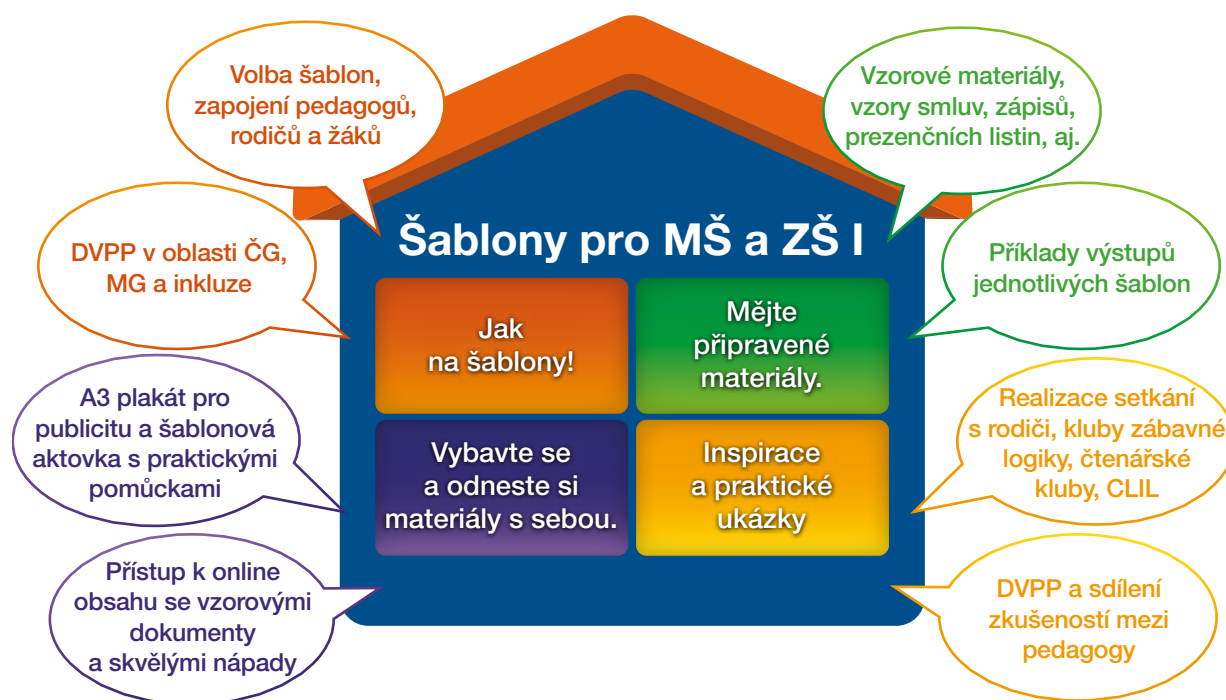 Volba šablon,
zapojení pedagogů,
rodičů a žáků
Vzorové materiály,
vzory smluv, zápisů,
prezenčních listin, aj.
DVPP v oblasti ČG,
MG a inkluze
Šablony pro MŠ a ZŠ I
Příklady výstupů
jednotlivých šablon
Jak
na šablony!
Mějte
připravené
materiály.
A3 plakát pro
publicitu a šablonová
aktovka s praktickými
pomůckami
Vybavte se
a odneste si
materiály s sebou.
Inspirace
a praktické
ukázky
Realizace setkání
s rodiči, kluby zábavné
logiky, čtenářské
kluby, CLIL
Přístup k online
obsahu se vzorovými
dokumenty
a skvělými nápady
DVPP a sdílení
zkušeností mezi
pedagogy